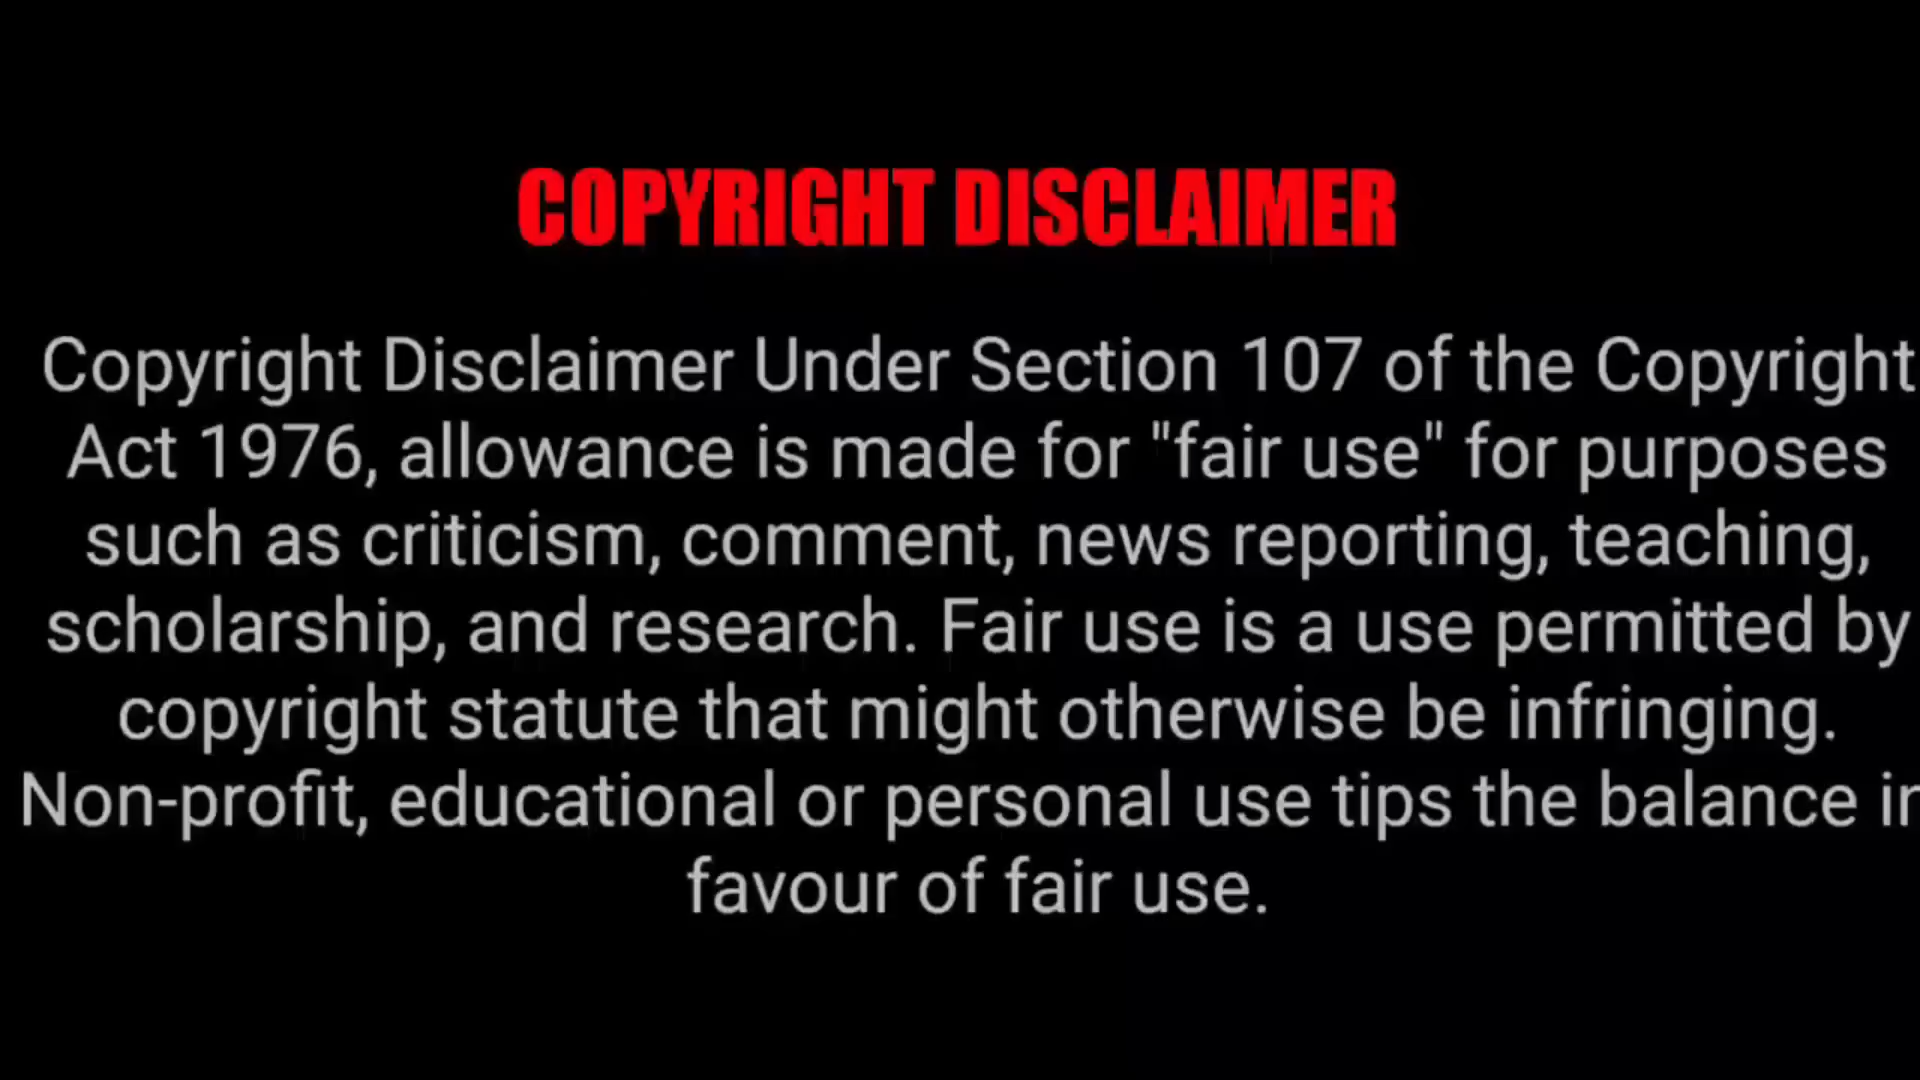 COPYRIGHT DISCLAIMER
Copyright Disclaimer Under Section 107 of the Copyright
Act 1976, allowance is made for "fair use" for purposes
such as criticism, comment, news reporting, teaching,
scholarship, and research. Fair use is a use permitted by
copyright statute that might otherwise be infringing.
Non-profit, educational or personal use tips the balance in
favour of fair use.